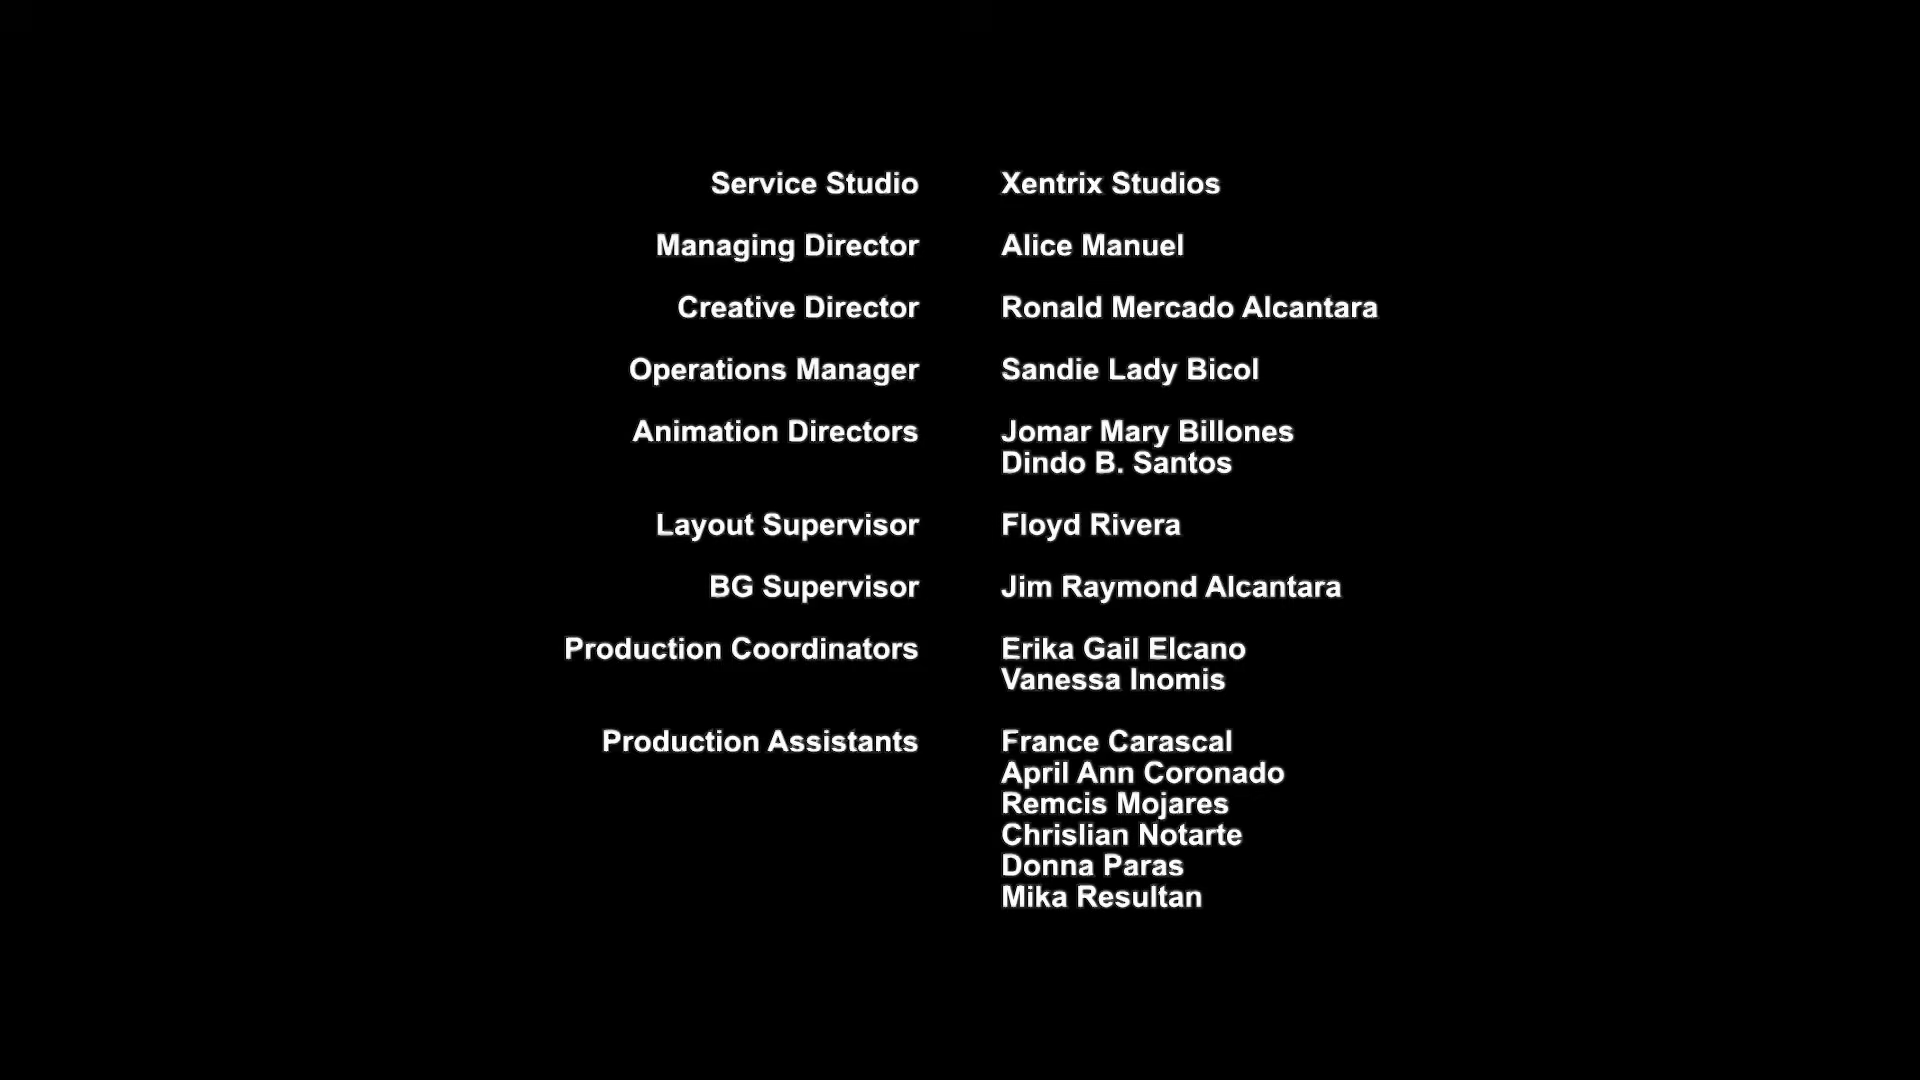 Service Studio Xentrix Studios
Managing Director Alice Manuel
Creative Director Ronald Mercado Alcantara
Operations Manager Sandie Lady Bicol
Animation Directors Jomar Mary Billones
Dindo B. Santos
Layout Supervisor Floyd Rivera
BG Supervisor Jim Raymond Alcantara
Production Coordinators Erika Gail Elcano
Vanessa Inomis
Production Assistants France Carascal
April Ann Coronado
Remcis Mojares
Chrislian Notarte
Donna Paras
Mika Resultan